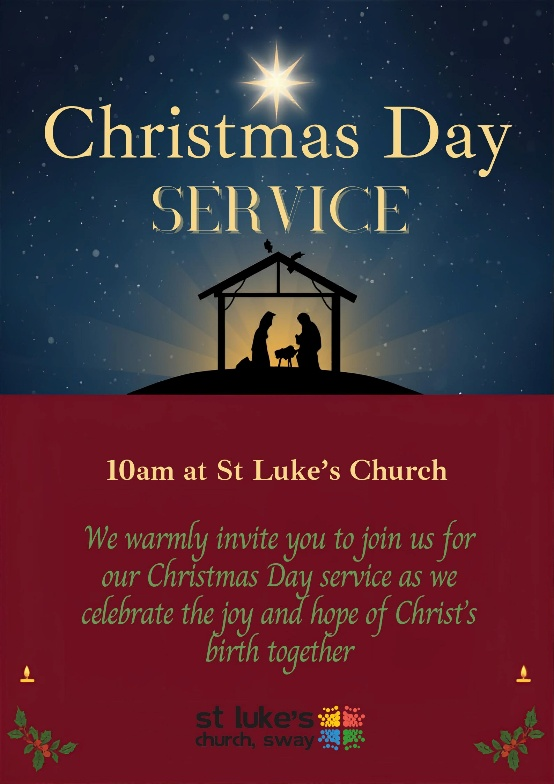 Christmas Day
SERVICE
10am at St Luke's Church
We warmly invite you to join us for
our Christmas Day service as we
celebrate the joy and hope of Christ's
birth together
st luke's
church, sway